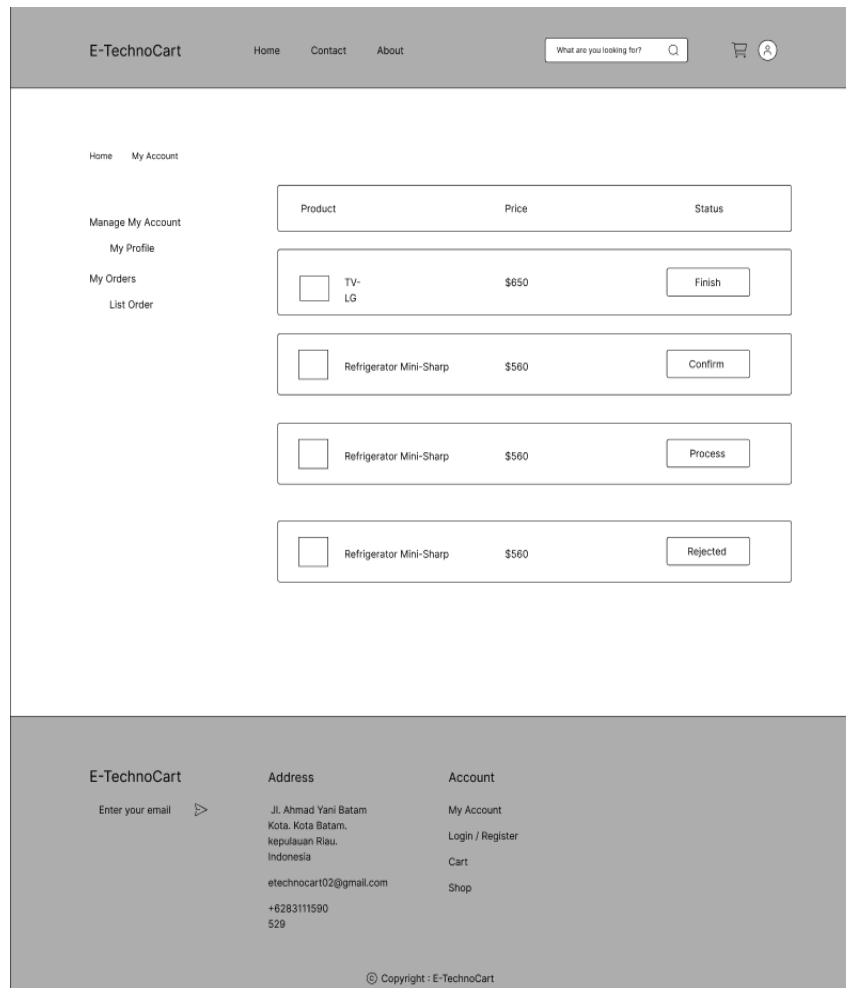 E-TechnoCart Home Contact About What are you looking for?
Home My Account
Manage My Account
My Profile
My Orders
List Order
Product Price Status
TV-
LG
$650 Finish
Refrigerator Mini-Sharp $560 Confirm
Refrigerator Mini-Sharp $560 Process
Refrigerator Mini-Sharp $560 Rejected
E-TechnoCart
Enter your email
Address
Jl. Ahmad Yani Batam
Kota. Kota Batam.
kepulauan Riau.
Indonesia
etechnocart02@gmail.com
+6283111590
529
Account
My Account
Login / Register
Cart
Shop
© Copyright : E-TechnoCart